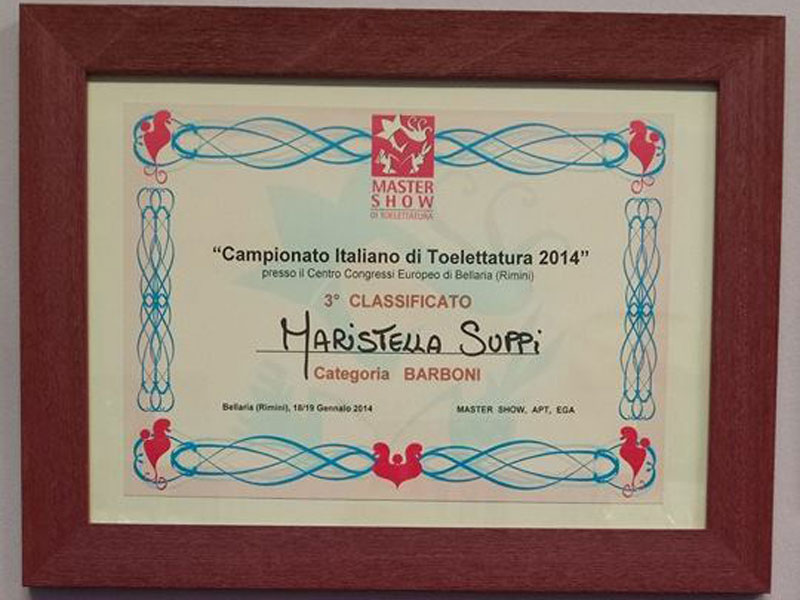 MASTER
SHOW
DI TOELETTATURA
“Campionato Italiano di Toelettatura 2014”
presso il Centro Congressi Europeo di Bellaria (Rimini)
3° CLASSIFICATO
MARiSTELLA SUPPi
Categoria BARBONI
Bellaria (Rimini), 18/19 Gennaio 2014 MASTER SHOW, APT, EGA